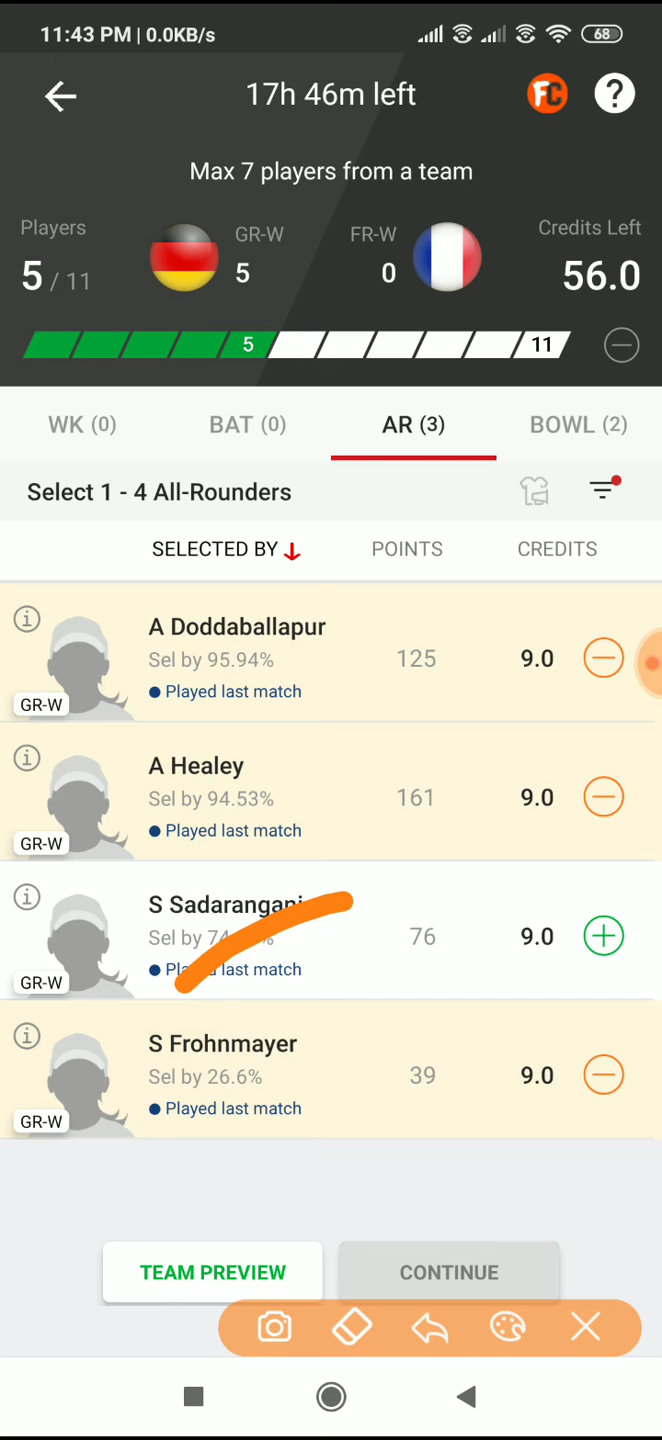 11:43 PM | 0.0KB/s
68
17h 46m left
FC
?
Max 7 players from a team
Players
GR-W
FR-W
Credits Left
5 / 11
5
0
56.0
5
11
WK (0)
BAT (0)
AR (3)
BOWL (2)
Select 1 - 4 All-Rounders
SELECTED BY
POINTS
CREDITS
A Doddaballapur
Sel by 95.94%
125
9.0
Played last match
GR-W
A Healey
Sel by 94.53%
161
9.0
Played last match
GR-W
S Sadarangani
Sel by
76
9.0
Played last match
GR-W
S Frohnmayer
Sel by 26.6%
39
9.0
Played last match
GR-W
TEAM PREVIEW
CONTINUE